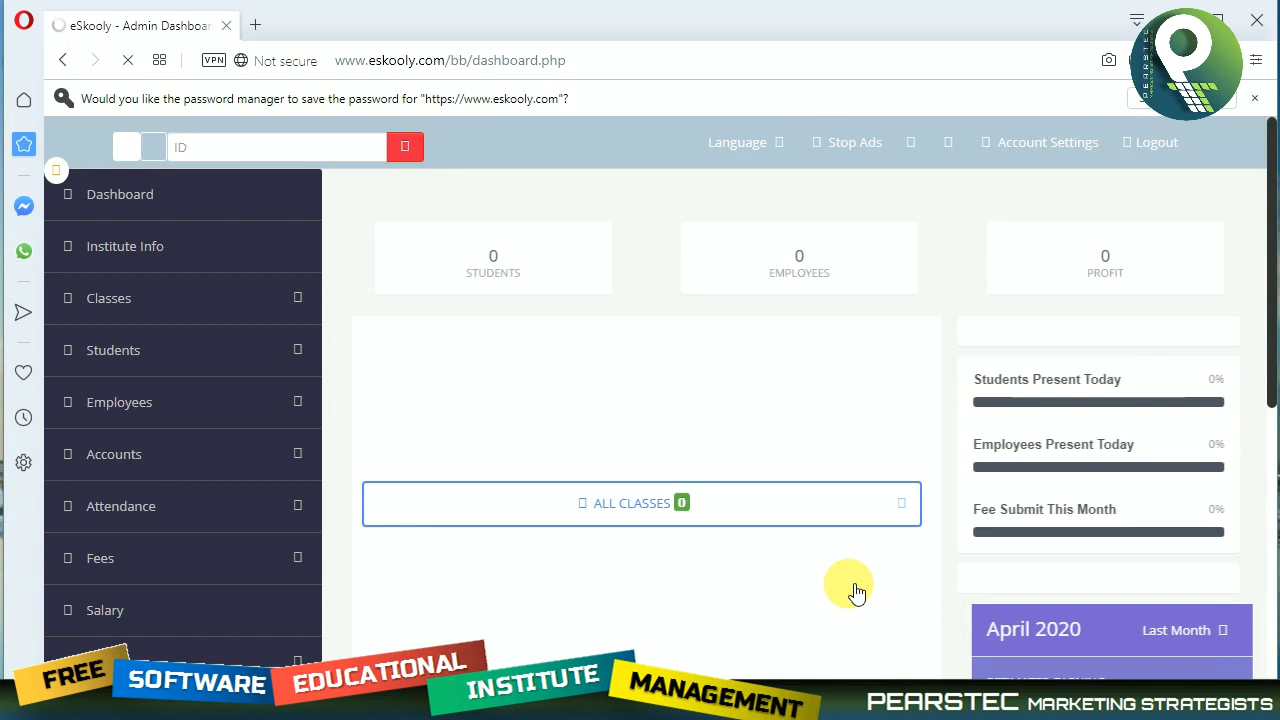 eSkooly - Admin Dashboar
VPN Not secure www.eskooly.com/bb/dashboard.php
Would you like the password manager to save the password for "https://www.eskooly.com"?
PEARSTEC
ID
Language Stop Ads Account Settings Logout
Dashboard
Institute Info
Classes
Students
Employees
Accounts
Attendance
Fees
Salary
0
STUDENTS
0
EMPLOYEES
0
PROFIT
ALL CLASSES 0
Students Present Today 0%
Employees Present Today 0%
Fee Submit This Month 0%
April 2020 Last Month
FREE SOFTWARE EDUCATIONAL INSTITUTE MANAGEMENT
PEARSTEC MARKETING STRATEGISTS